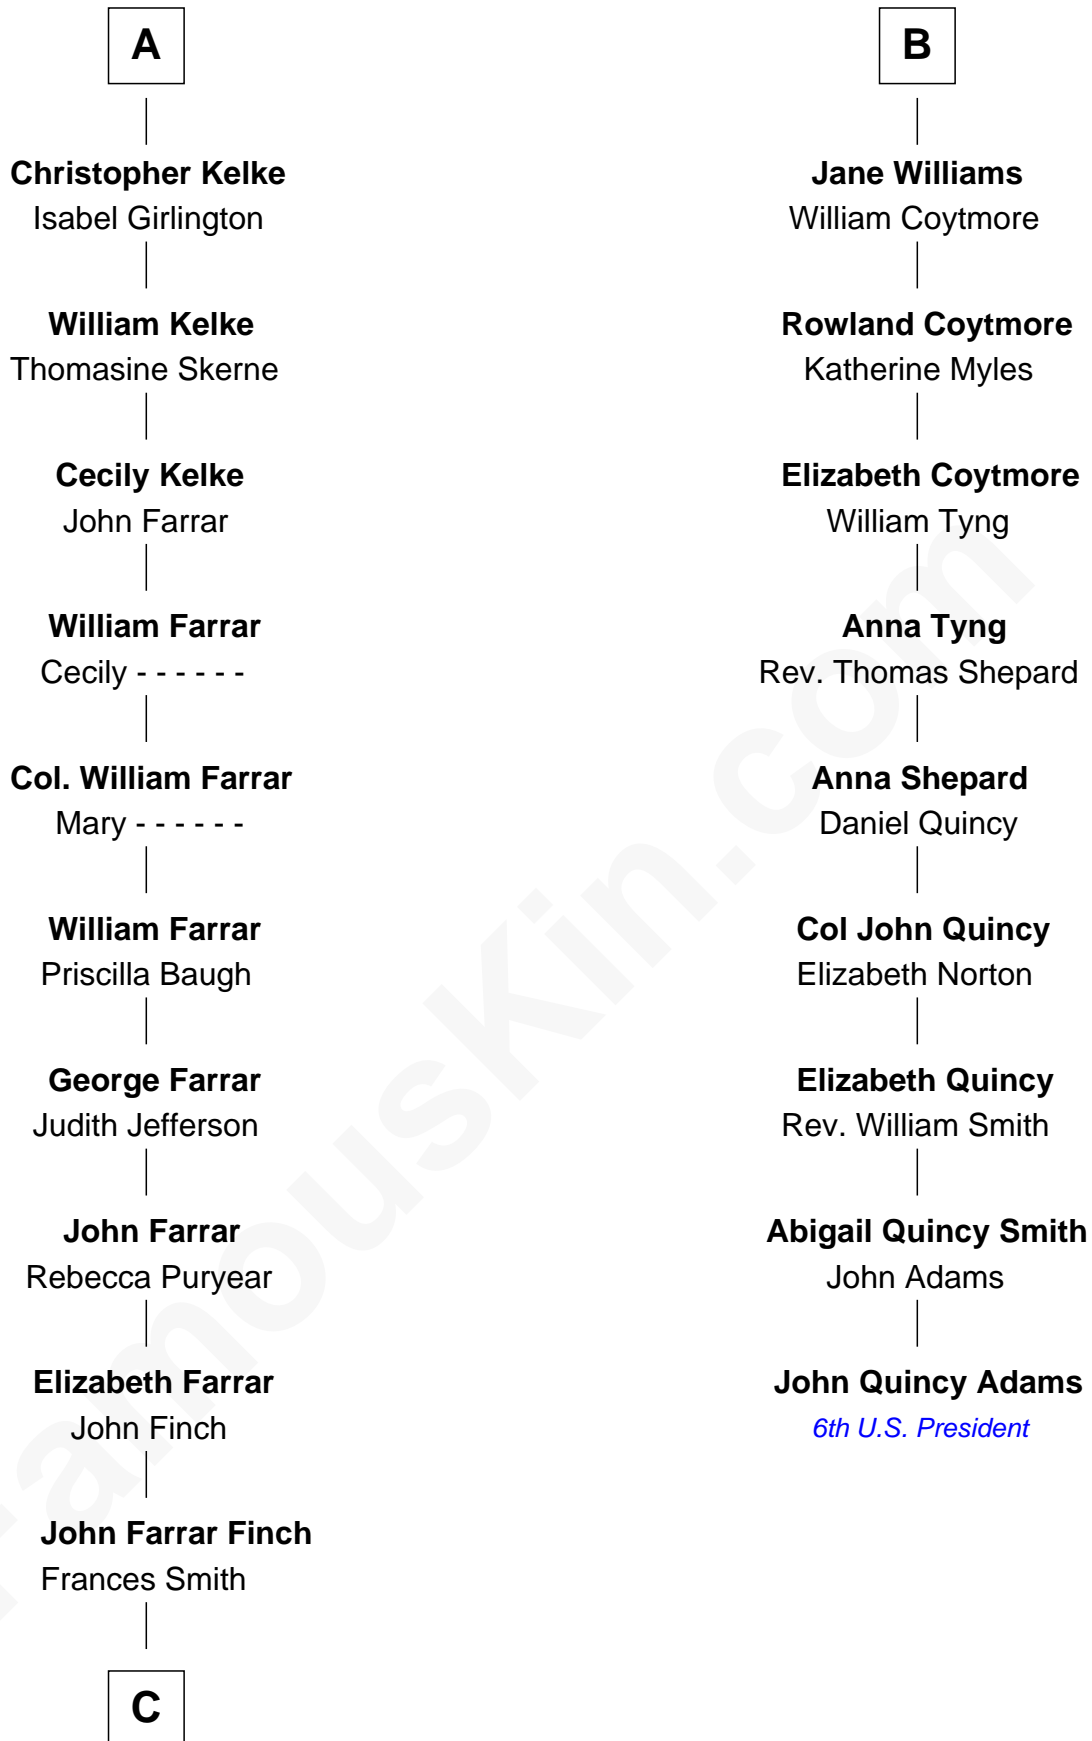 A
Christopher Kelke
Isabel Girlington
William Kelke
Thomasine Skerne
Cecily Kelke
John Farrar
William Farrar
Cecily - - - - - -
Col. William Farrar
Mary - - - - - -
William Farrar
Priscilla Baugh
George Farrar
Judith Jefferson
John Farrar
Rebecca Puryear
Elizabeth Farrar
John Finch
John Farrar Finch
Frances Smith
C
B
Jane Williams
William Coytmore
Rowland Coytmore
Katherine Myles
Elizabeth Coytmore
William Tyng
Anna Tyng
Rev. Thomas Shepard
Anna Shepard
Daniel Quincy
Col John Quincy
Elizabeth Norton
Elizabeth Quincy
Rev. William Smith
Abigail Quincy Smith
John Adams
John Quincy Adams
6th U.S. President
FamousKin.com